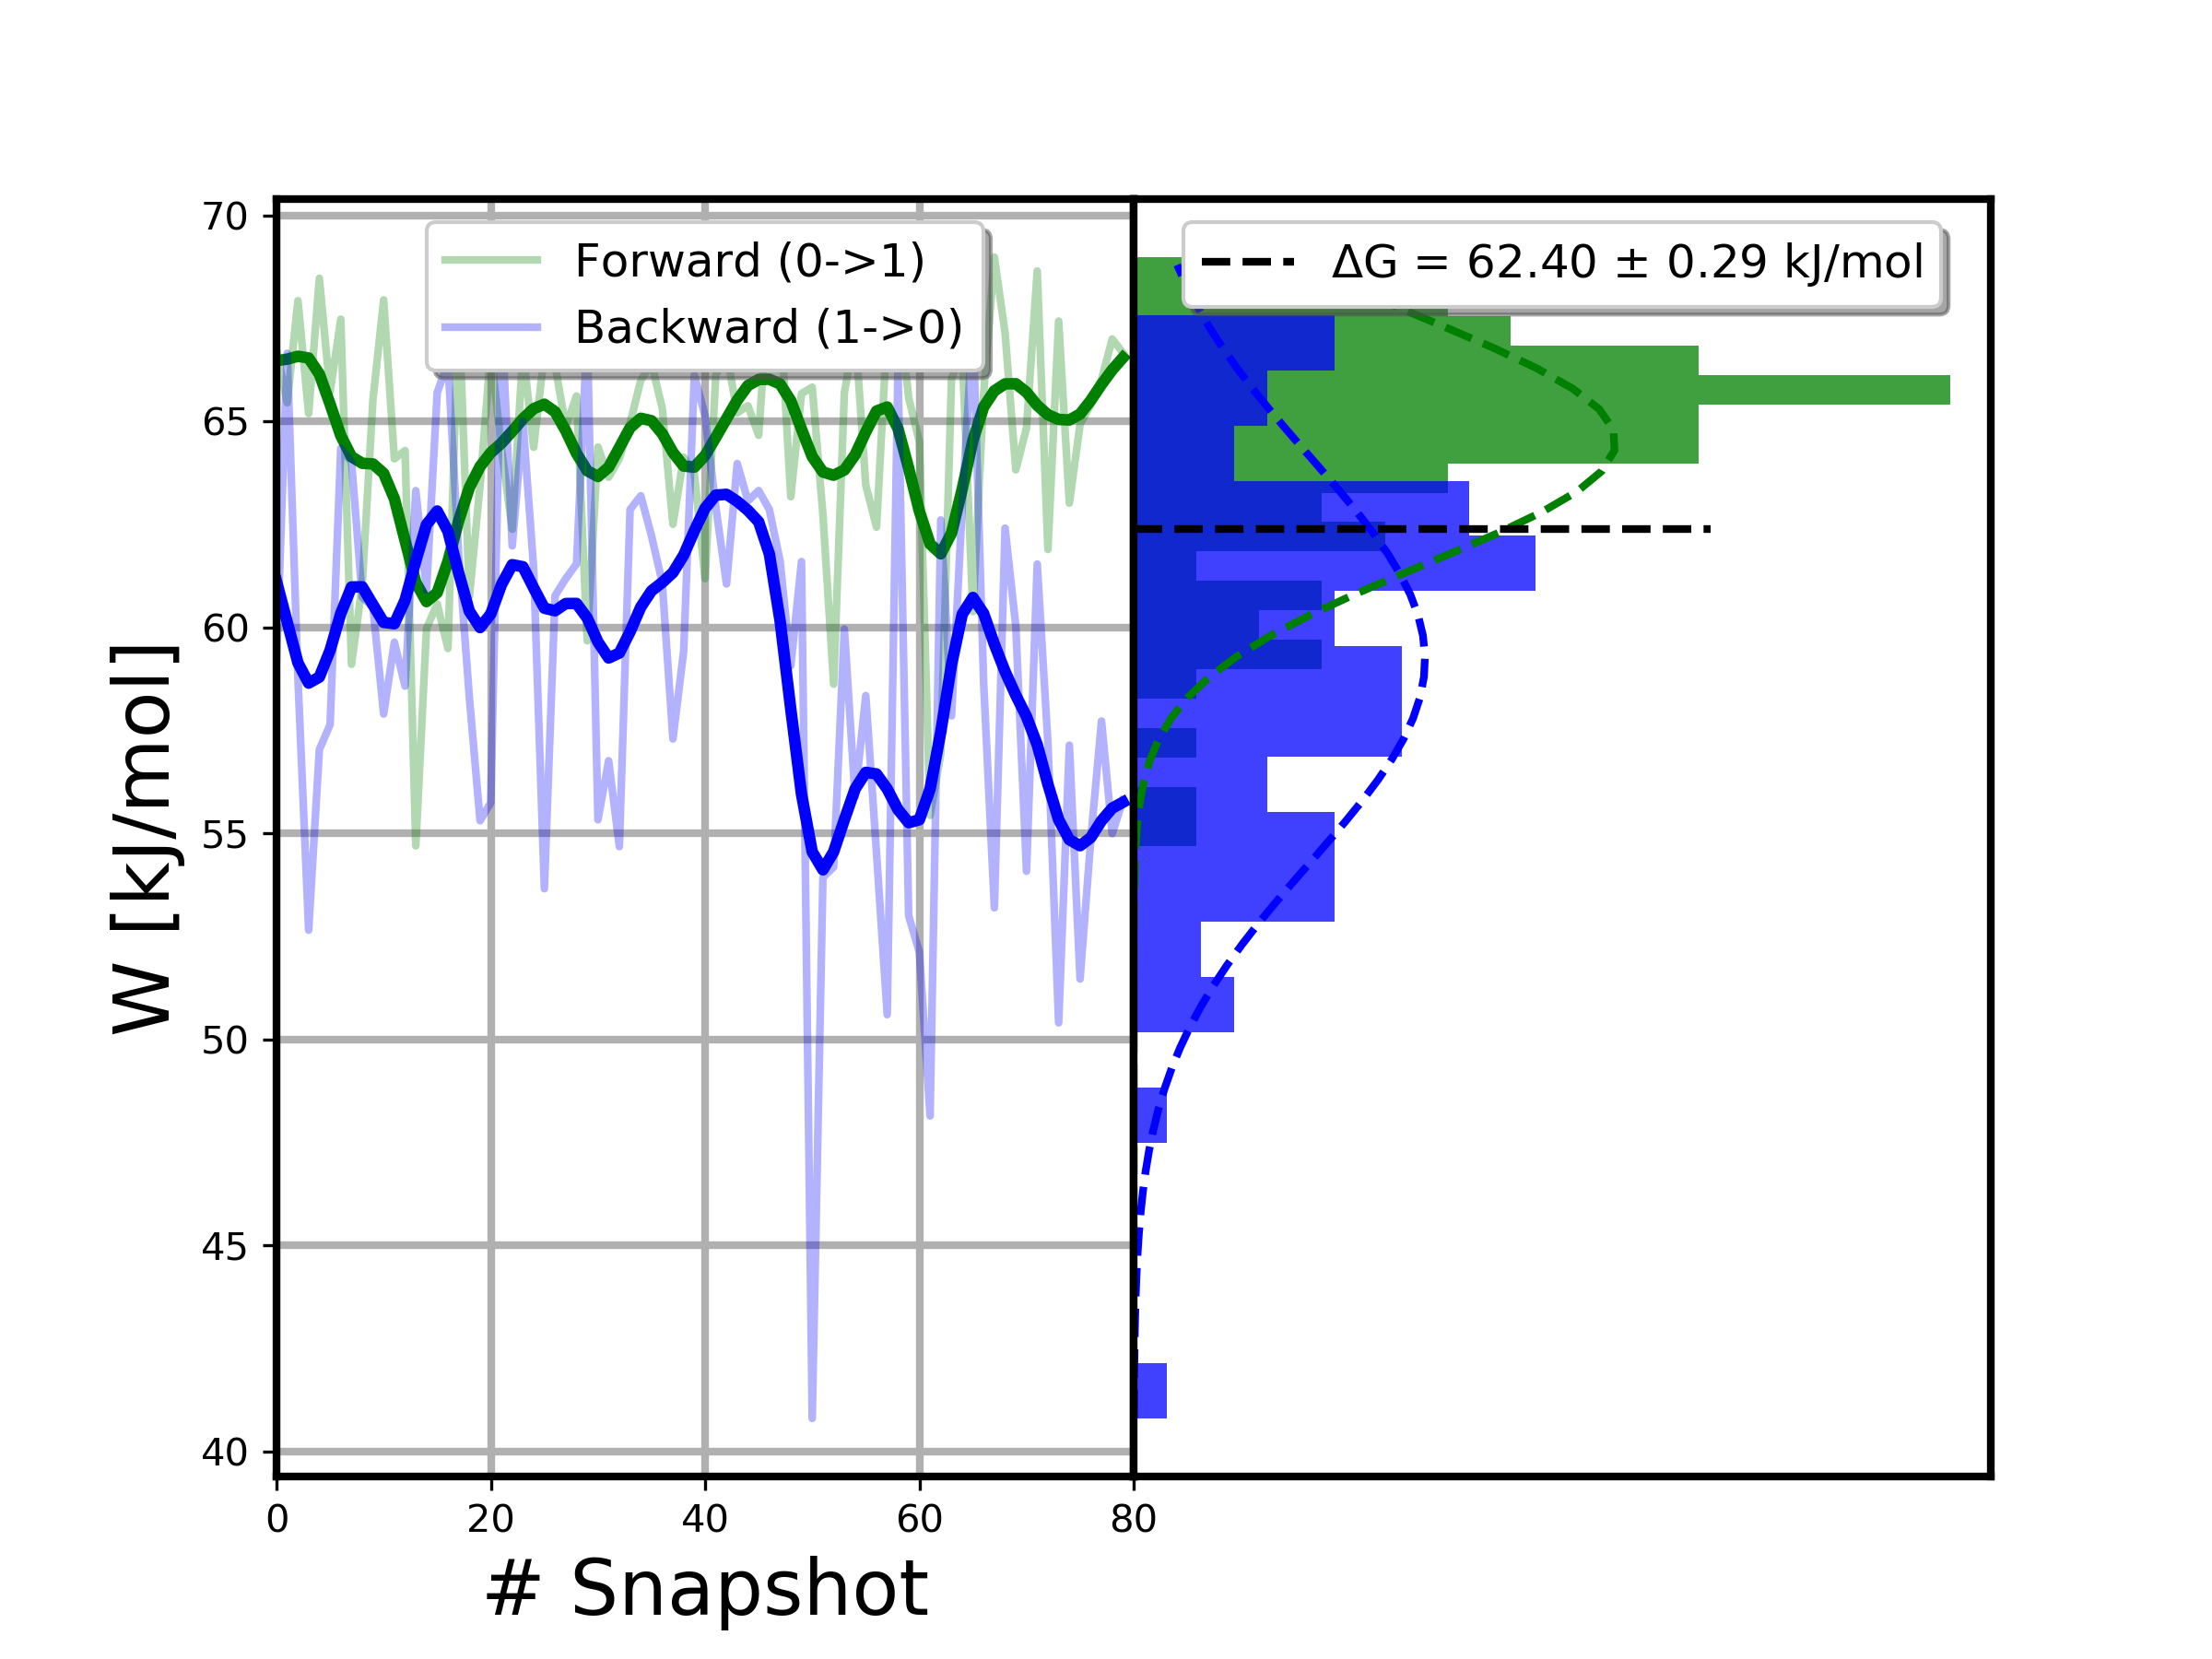 70
65
60
55
50
45
40
W [kJ/mol]
Forward (0->1)
Backward (1->0)
ΔG = 62.40 ± 0.29 kJ/mol
0 20 40 60 80
# Snapshot